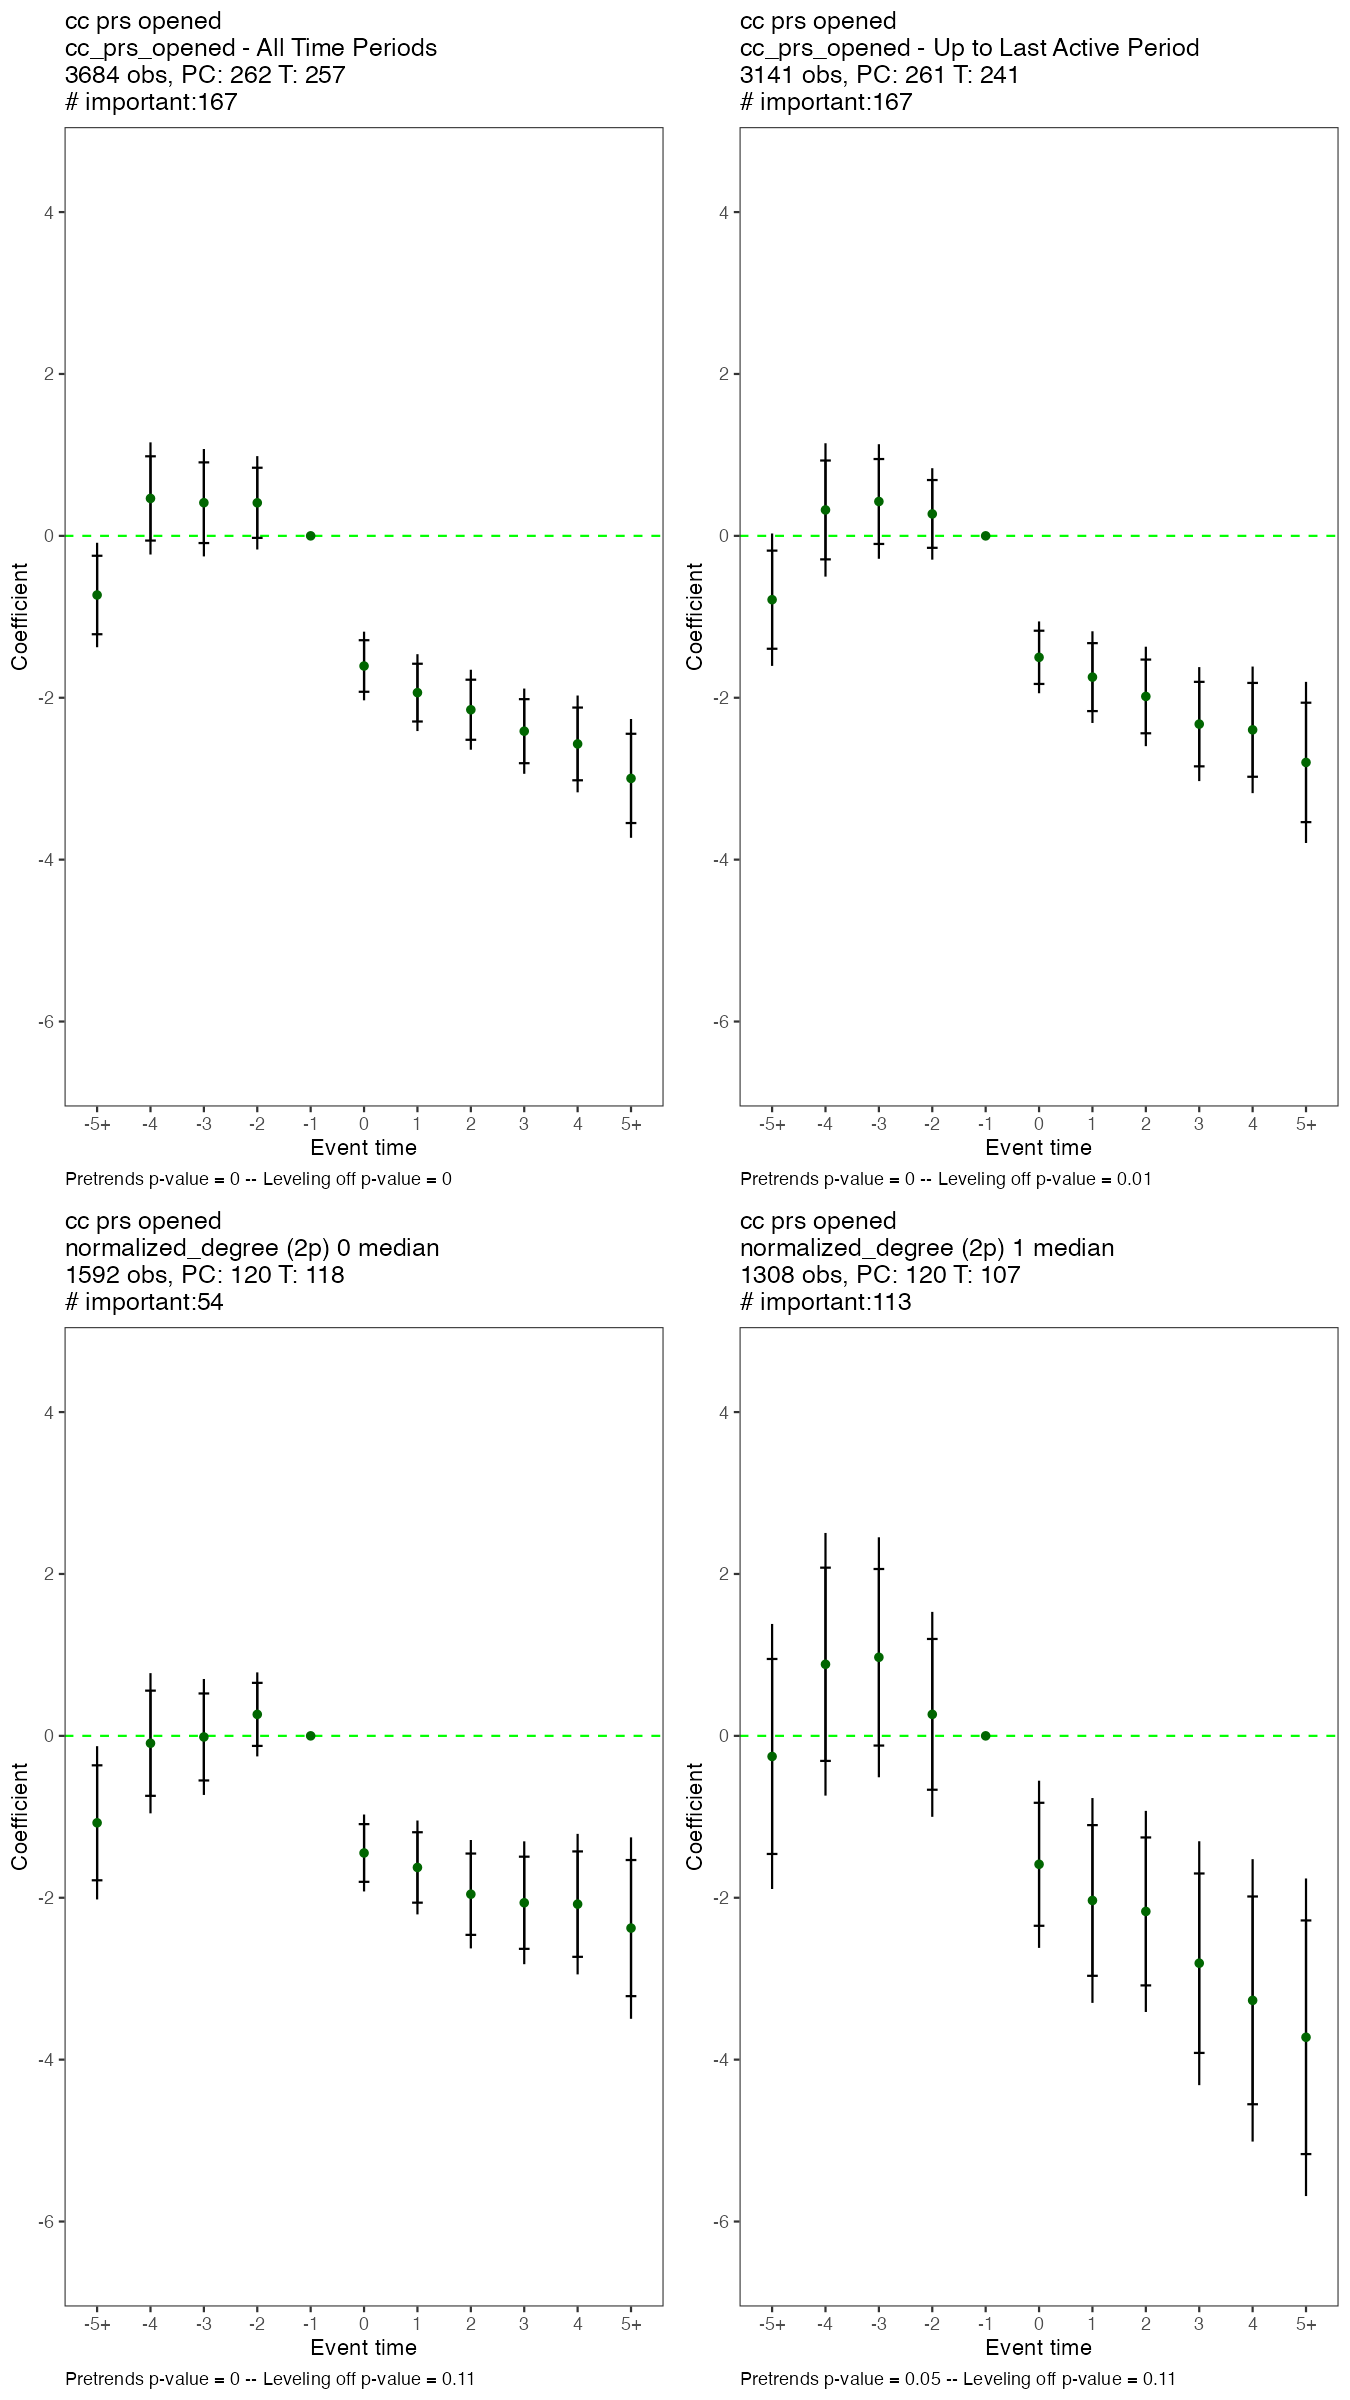 cc prs opened
cc_prs_opened - All Time Periods
3684 obs, PC: 262 T: 257
# important:167
Coefficient
4
2
0
-2
-4
-6
-5+ -4 -3 -2 -1 0 1 2 3 4 5+
Event time
Pretrends p-value = 0 -- Leveling off p-value = 0
cc prs opened
cc_prs_opened - Up to Last Active Period
3141 obs, PC: 261 T: 241
# important:167
Coefficient
4
2
0
-2
-4
-6
-5+ -4 -3 -2 -1 0 1 2 3 4 5+
Event time
Pretrends p-value = 0 -- Leveling off p-value = 0.01
cc prs opened
normalized_degree (2p) 0 median
1592 obs, PC: 120 T: 118
# important:54
Coefficient
4
2
0
-2
-4
-6
-5+ -4 -3 -2 -1 0 1 2 3 4 5+
Event time
Pretrends p-value = 0 -- Leveling off p-value = 0.11
cc prs opened
normalized_degree (2p) 1 median
1308 obs, PC: 120 T: 107
# important:113
Coefficient
4
2
0
-2
-4
-6
-5+ -4 -3 -2 -1 0 1 2 3 4 5+
Event time
Pretrends p-value = 0.05 -- Leveling off p-value = 0.11